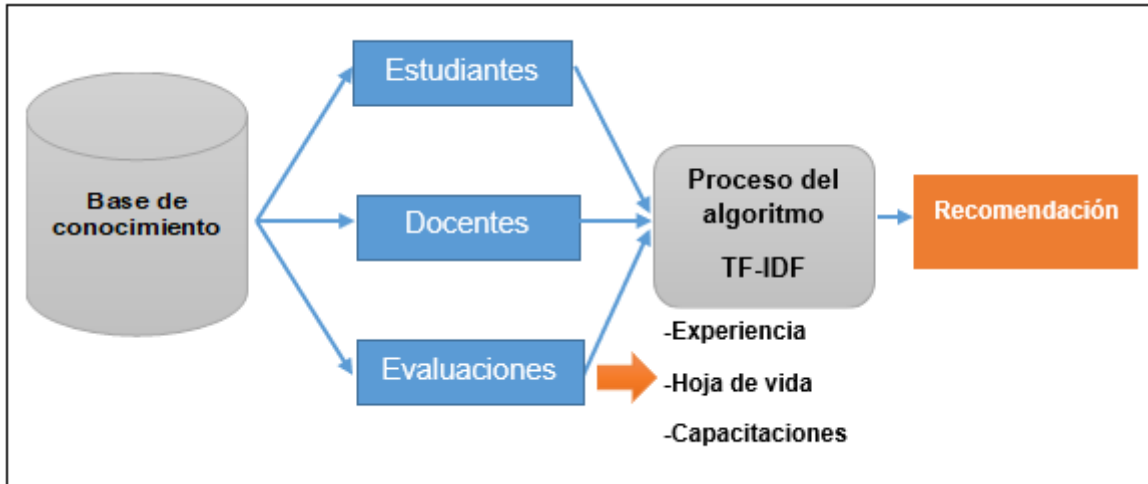 Base de
conocimiento
Estudiantes
Docentes
Evaluaciones
Proceso del
algoritmo
TF-IDF
-Experiencia
-Hoja de vida
-Capacitaciones
Recomendación